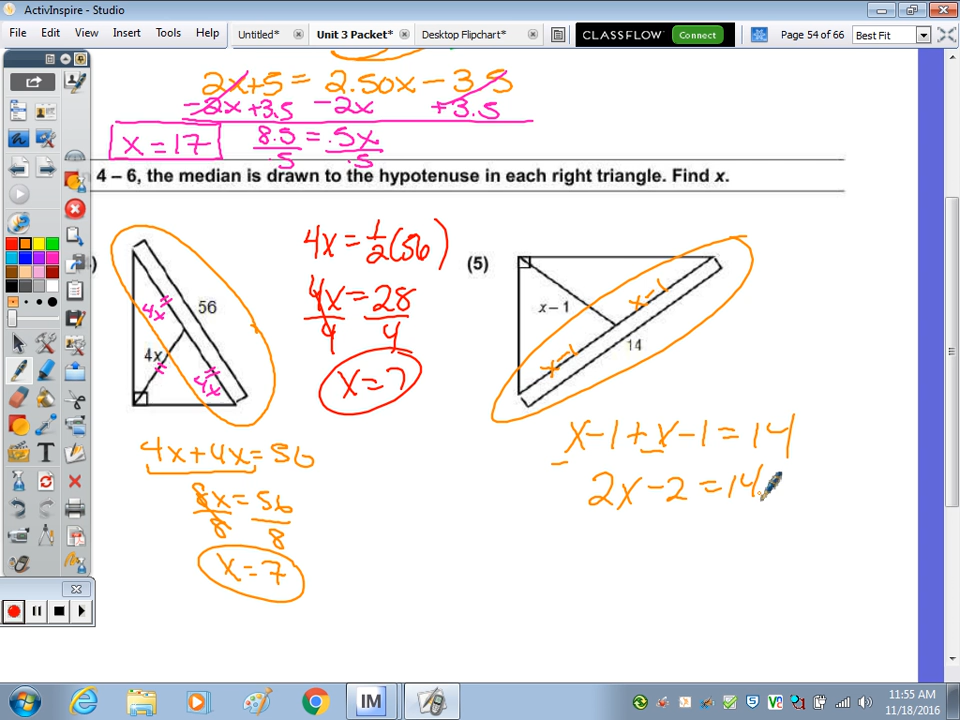 ActivInspire - Studio
File Edit View Insert Tools Help Untitled* Unit 3 Packet* Desktop Flipchart* CLASSFLOW Connect Page 54 of 66 Best Fit
2x+5 = 2.50x - 3.5
-2x +3.5 -2x +3.5
x = 17 8.5 = .5x
.5 .5
4 – 6, the median is drawn to the hypotenuse in each right triangle. Find x.
)
56
4x
4x
4x
4x = 1/2(56)
4x = 28
4 4
x = 7
4x + 4x = 56
8x = 56
8 8
x = 7
(5)
x – 1
x-1
x-1
14
x-1 + x-1 = 14
2x - 2 = 14
IM
11:55 AM
11/18/2016